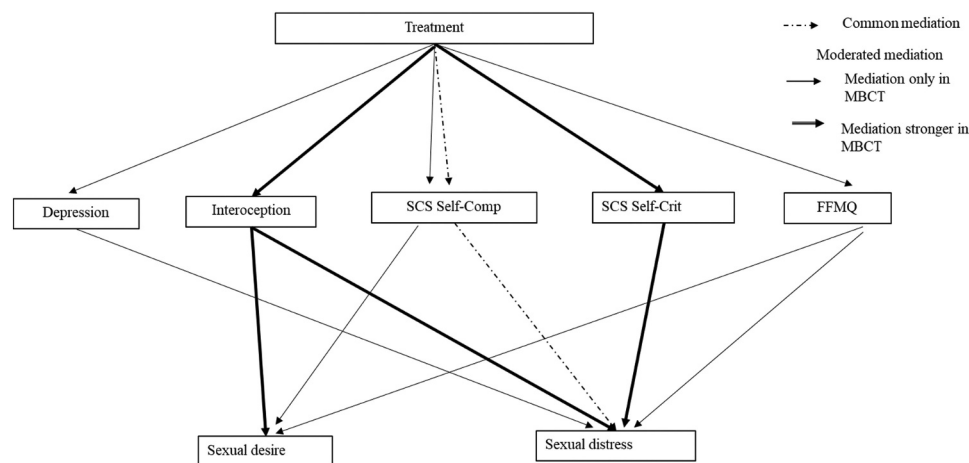 Treatment
Common mediation
Moderated mediation
Mediation only in
MBCT
Mediation stronger in
MBCT
Depression
Interoception
SCS Self-Comp
SCS Self-Crit
FFMQ
Sexual desire
Sexual distress